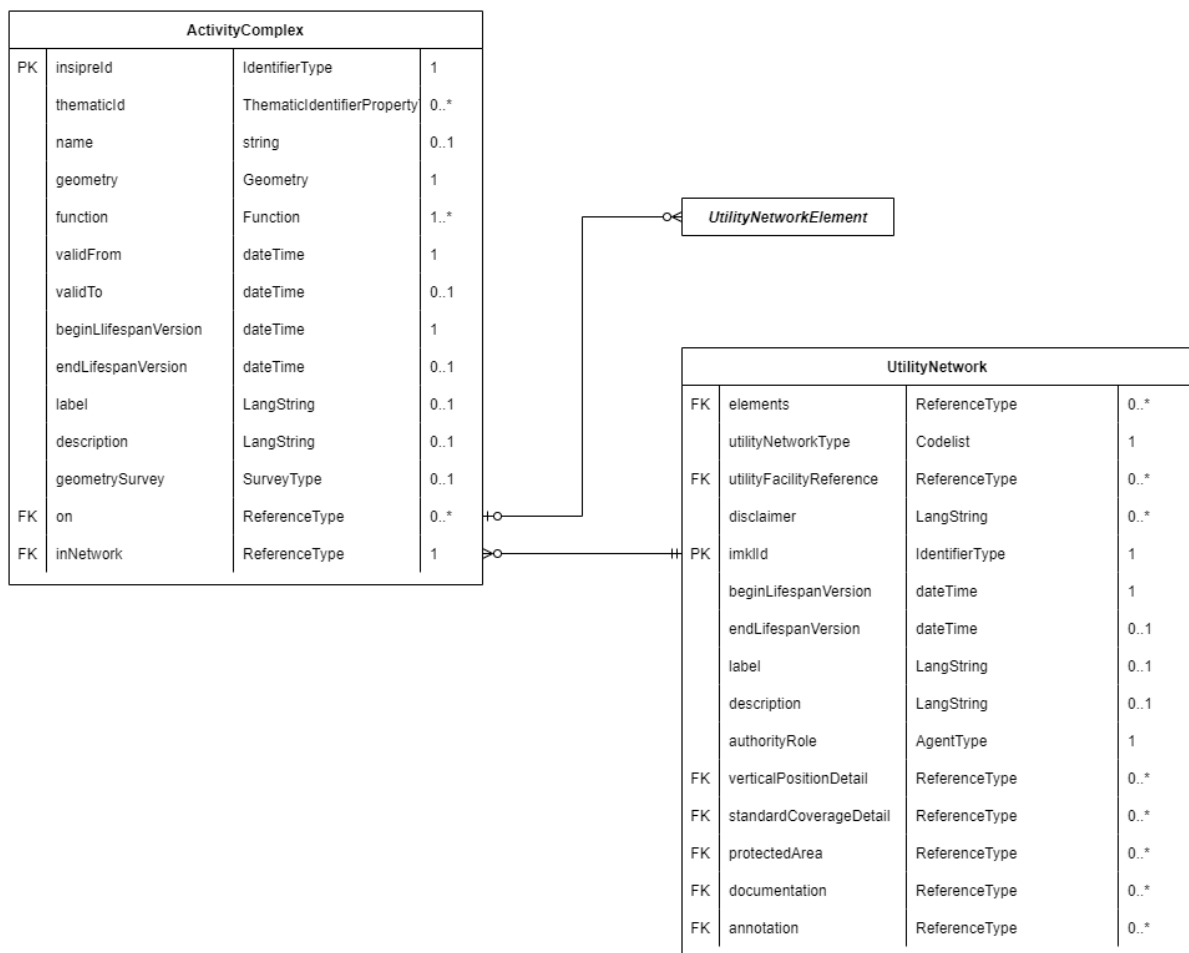 ActivityComplex
PK insipreId IdentifierType 1
thematicId ThematicIdentifierProperty 0..*
name string 0..1
geometry Geometry 1
function Function 1..*
validFrom dateTime 1
validTo dateTime 0..1
beginLlifespanVersion dateTime 1
endLifespanVersion dateTime 0..1
label LangString 0..1
description LangString 0..1
geometrySurvey SurveyType 0..1
FK on ReferenceType 0..*
FK inNetwork ReferenceType 1
UtilityNetworkElement
UtilityNetwork
FK elements ReferenceType 0..*
utilityNetworkType Codelist 1
FK utilityFacilityReference ReferenceType 0..*
disclaimer LangString 0..*
PK imklId IdentifierType 1
beginLifespanVersion dateTime 1
endLifespanVersion dateTime 0..1
label LangString 0..1
description LangString 0..1
authorityRole AgentType 1
FK verticalPositionDetail ReferenceType 0..*
FK standardCoverageDetail ReferenceType 0..*
FK protectedArea ReferenceType 0..*
FK documentation ReferenceType 0..*
FK annotation ReferenceType 0..*